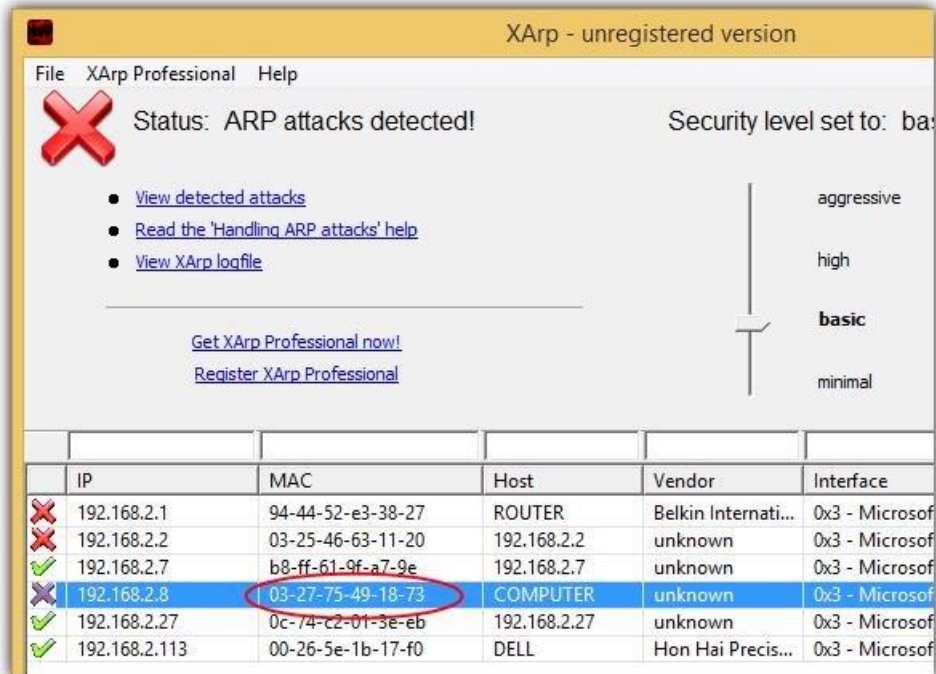 XArp - unregistered version
File XArp Professional Help
Status: ARP attacks detected!
Security level set to: bas
View detected attacks
Read the 'Handling ARP attacks' help
View XArp logfile
Get XArp Professional now!
Register XArp Professional
aggressive
high
basic
minimal
IP MAC Host Vendor Interface
192.168.2.1 94-44-52-e3-38-27 ROUTER Belkin Internati... 0x3 - Microsof
192.168.2.2 03-25-46-63-11-20 192.168.2.2 unknown 0x3 - Microsof
192.168.2.7 b8-ff-61-9f-a7-9e 192.168.2.7 unknown 0x3 - Microsof
192.168.2.8 03-27-75-49-18-73 COMPUTER unknown 0x3 - Microsof
192.168.2.27 0c-74-c2-01-3e-eb 192.168.2.27 unknown 0x3 - Microsof
192.168.2.113 00-26-5e-1b-17-f0 DELL Hon Hai Precis... 0x3 - Microsof